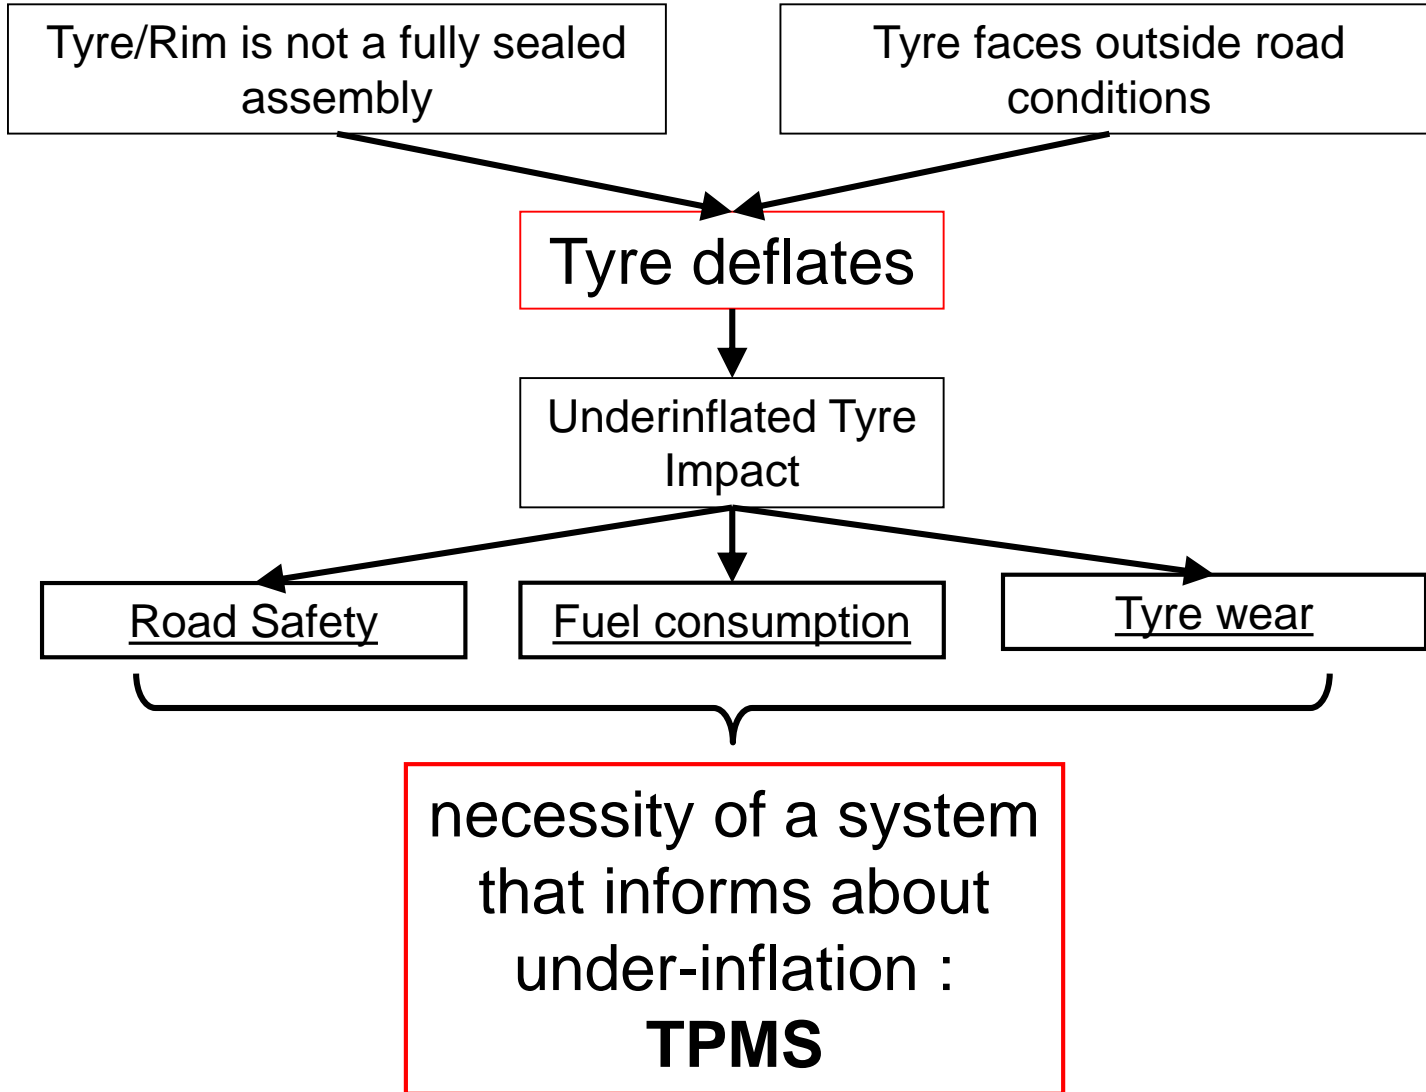 Tyre/Rim is not a fully sealed
assembly
Tyre faces outside road
conditions
Tyre deflates
Underinflated Tyre
Impact
Road Safety
Fuel consumption
Tyre wear
necessity of a system
that informs about
under-inflation :
TPMS